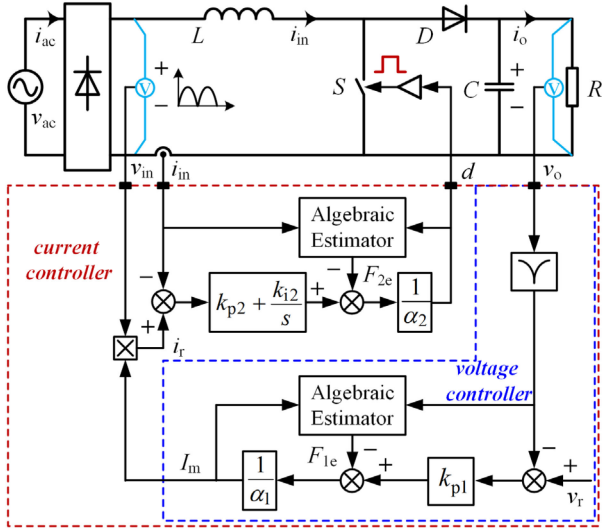 i_ac
L
i_in
D
i_o
+
V
−
S
C
+
−
V
R
v_ac
v_in
i_in
d
v_o
current
controller
Algebraic
Estimator
−
−
F_2e
k_p2 + k_i2/s
+
1/α_2
+
i_r
voltage
controller
Algebraic
Estimator
I_m
F_1e
−
−
1/α_1
+
k_p1
+
v_r